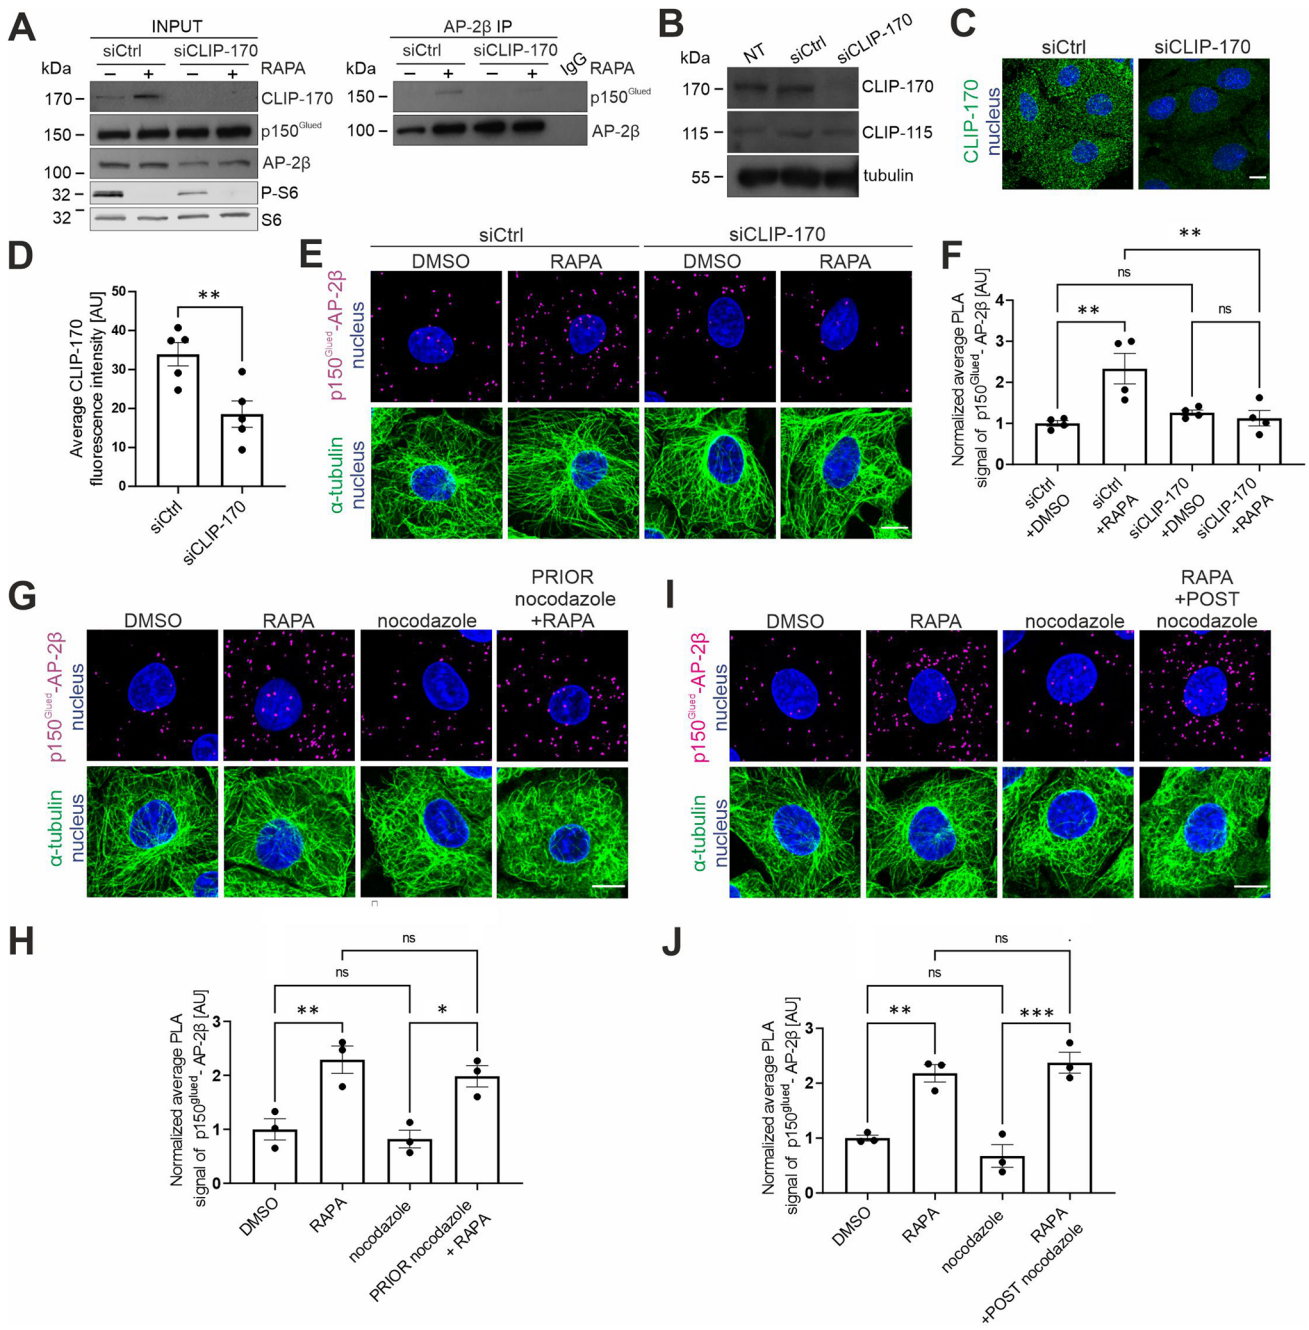 A
INPUT
siCtrl siCLIP-170
kDa
– + – + RAPA
170 CLIP-170
150 p150Glued
AP-2β
100
32 P-S6
32 S6
AP-2β IP
siCtrl siCLIP-170 IgG
kDa
– + – + RAPA
150 p150Glued
100 AP-2β
B
NT siCtrl siCLIP-170
kDa
170 CLIP-170
115 CLIP-115
55 tubulin
C
siCtrl siCLIP-170
CLIP-170
nucleus
D
Average CLIP-170
fluorescence intensity [AU]
50
40
30
20
10
0
**
siCtrl
siCLIP-170
E
siCtrl siCLIP-170
DMSO RAPA DMSO RAPA
p150Glued-AP-2β
nucleus
α-tubulin
nucleus
F
Normalized average PLA
signal of p150Glued- AP-2β [AU]
4
3
2
1
0
**
ns
** ns
siCtrl
+DMSO
siCtrl
+RAPA
siCLIP-170
+DMSO
siCLIP-170
+RAPA
G
DMSO RAPA nocodazole
PRIOR
nocodazole
+RAPA
p150Glued-AP-2β
nucleus
α-tubulin
nucleus
I
DMSO RAPA nocodazole
RAPA
+POST
nocodazole
p150Glued-AP-2β
nucleus
α-tubulin
nucleus
H
Normalized average PLA
signal of p150glued- AP-2β [AU]
3
2
1
0
ns
ns
** *
DMSO
RAPA
nocodazole
PRIOR nocodazole
+ RAPA
J
Normalized average PLA
signal of p150glued- AP-2β [AU]
3
2
1
0
ns
ns
** ***
DMSO
RAPA
nocodazole
RAPA
+POST nocodazole